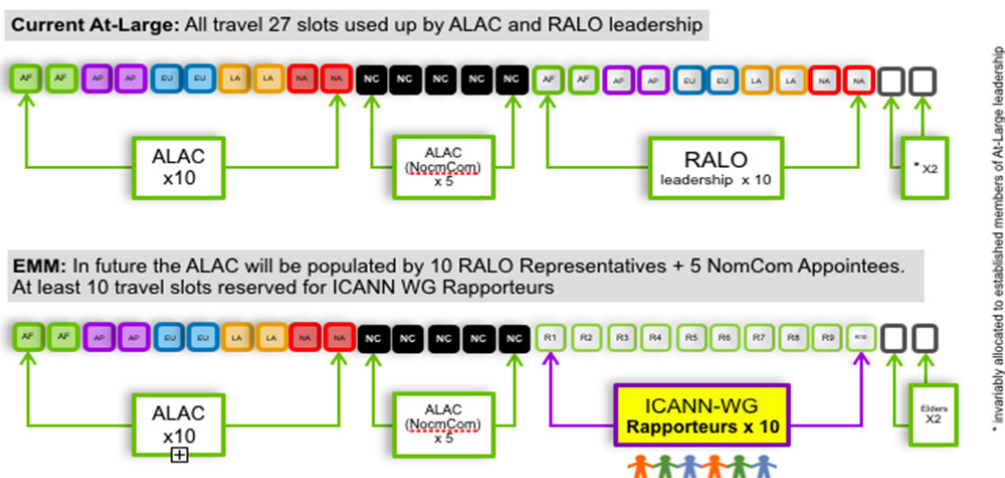 Current At-Large: All travel 27 slots used up by ALAC and RALO leadership
AF AF AP AP EU EU LA LA NA NA NC NC NC NC NC AF AF AP AP EU EU LA LA NA NA
ALAC
x10
ALAC
(NocmCom)
x 5
RALO
leadership x 10
* X2
EMM: In future the ALAC will be populated by 10 RALO Representatives + 5 NomCom Appointees.
At least 10 travel slots reserved for ICANN WG Rapporteurs
AF AF AP AP EU EU LA LA NA NA NC NC NC NC NC R1 R2 R3 R4 R5 R6 R7 R8 R9 R10
ALAC
x10
ALAC
(NocmCom)
x 5
ICANN-WG
Rapporteurs x 10
Elders
X2
* invariably allocated to established members of At-Large leadership